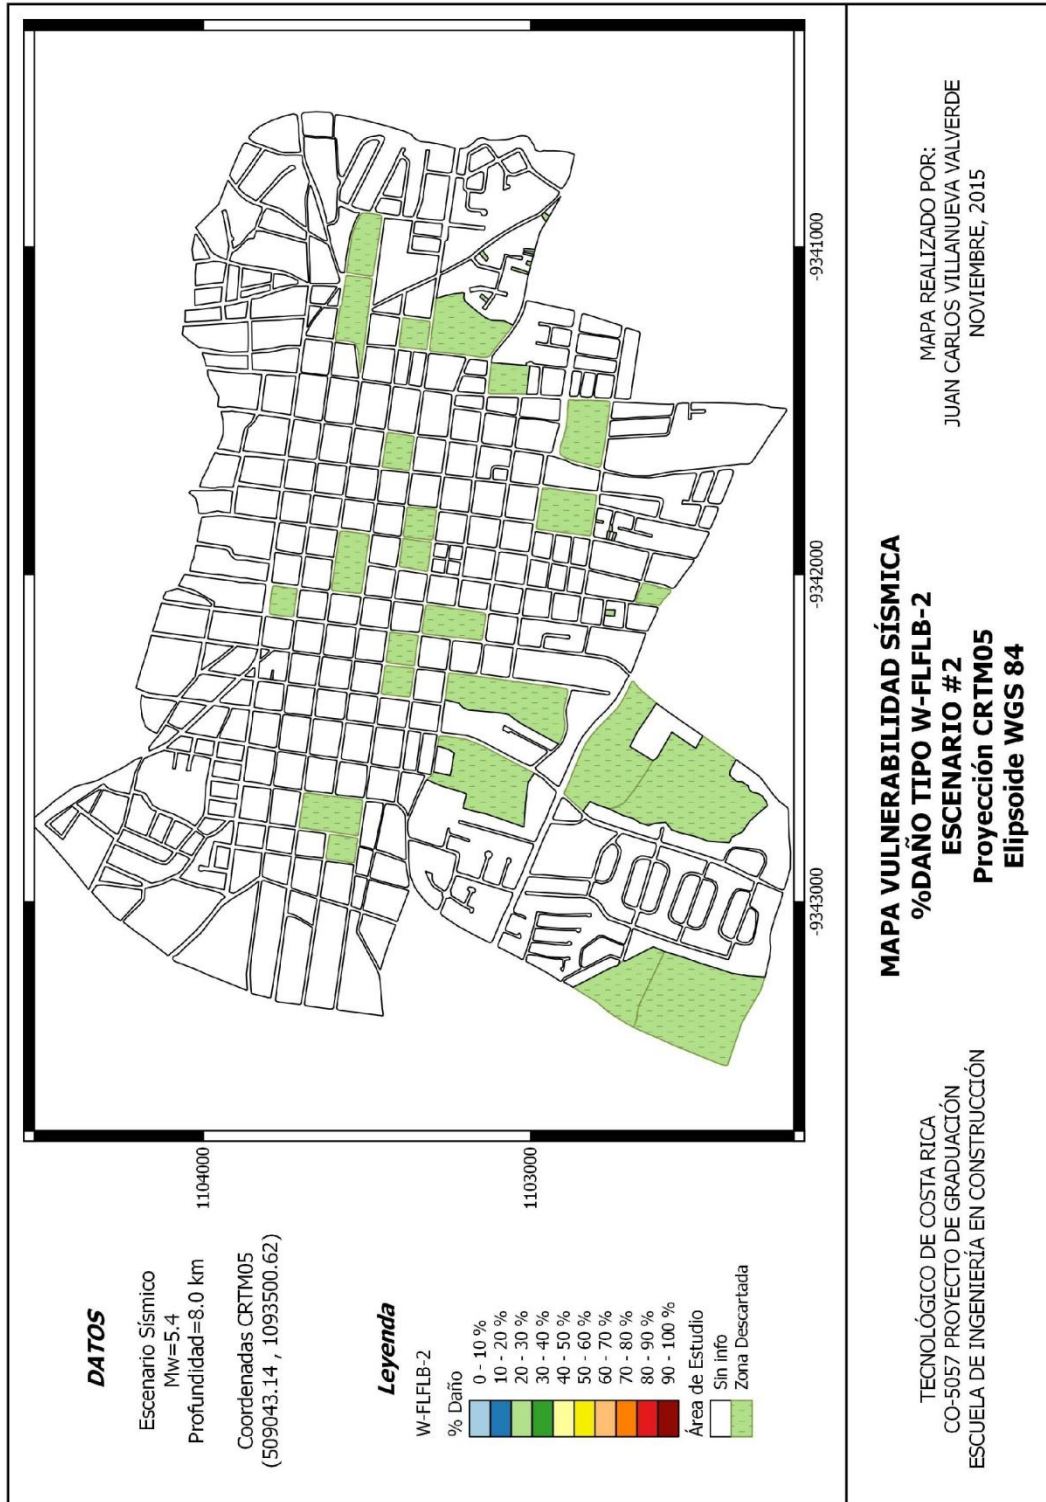 DATOS
Escenario Sísmico
Mw=5.4
Profundidad=8.0 km
Coordenadas CRTM05
(509043.14 , 1093500.62)
Leyenda
W-FLFLB-2
% Daño
0 - 10 %
10 - 20 %
20 - 30 %
30 - 40 %
40 - 50 %
50 - 60 %
60 - 70 %
70 - 80 %
80 - 90 %
90 - 100 %
Área de Estudio
Sin info
Zona Descartada
1104000
1103000
-9343000
-9342000
-9341000
TECNOLÓGICO DE COSTA RICA
CO-5057 PROYECTO DE GRADUACIÓN
ESCUELA DE INGENIERÍA EN CONSTRUCCIÓN
MAPA VULNERABILIDAD SÍSMICA
%DAÑO TIPO W-FLFLB-2
ESCENARIO #2
Proyección CRTM05
Elipsoide WGS 84
MAPA REALIZADO POR:
JUAN CARLOS VILLANUEVA VALVERDE
NOVIEMBRE, 2015